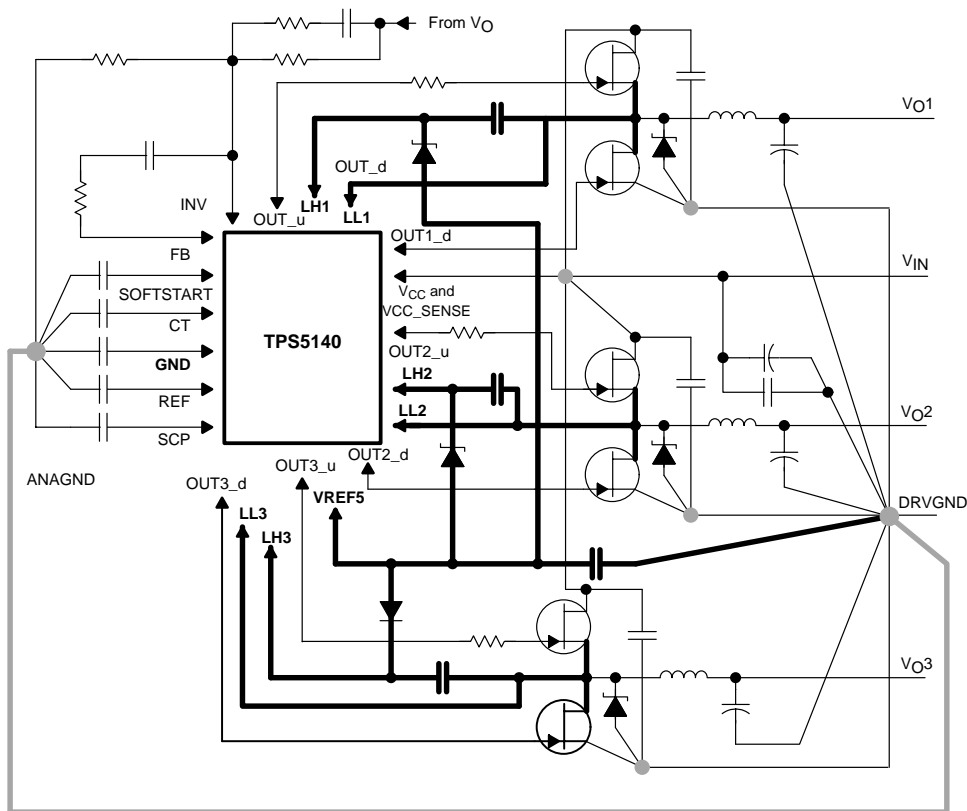 From VO
VO1
OUT_d
LH1
LL1
INV
OUT_u
OUT1_d
FB
VIN
SOFTSTART
VCC and
VCC_SENSE
CT
TPS5140
OUT2_u
GND
LH2
REF
LL2
VO2
SCP
OUT2_d
ANAGND
OUT3_u
OUT3_d
VREF5
DRVGND
LL3
LH3
VO3